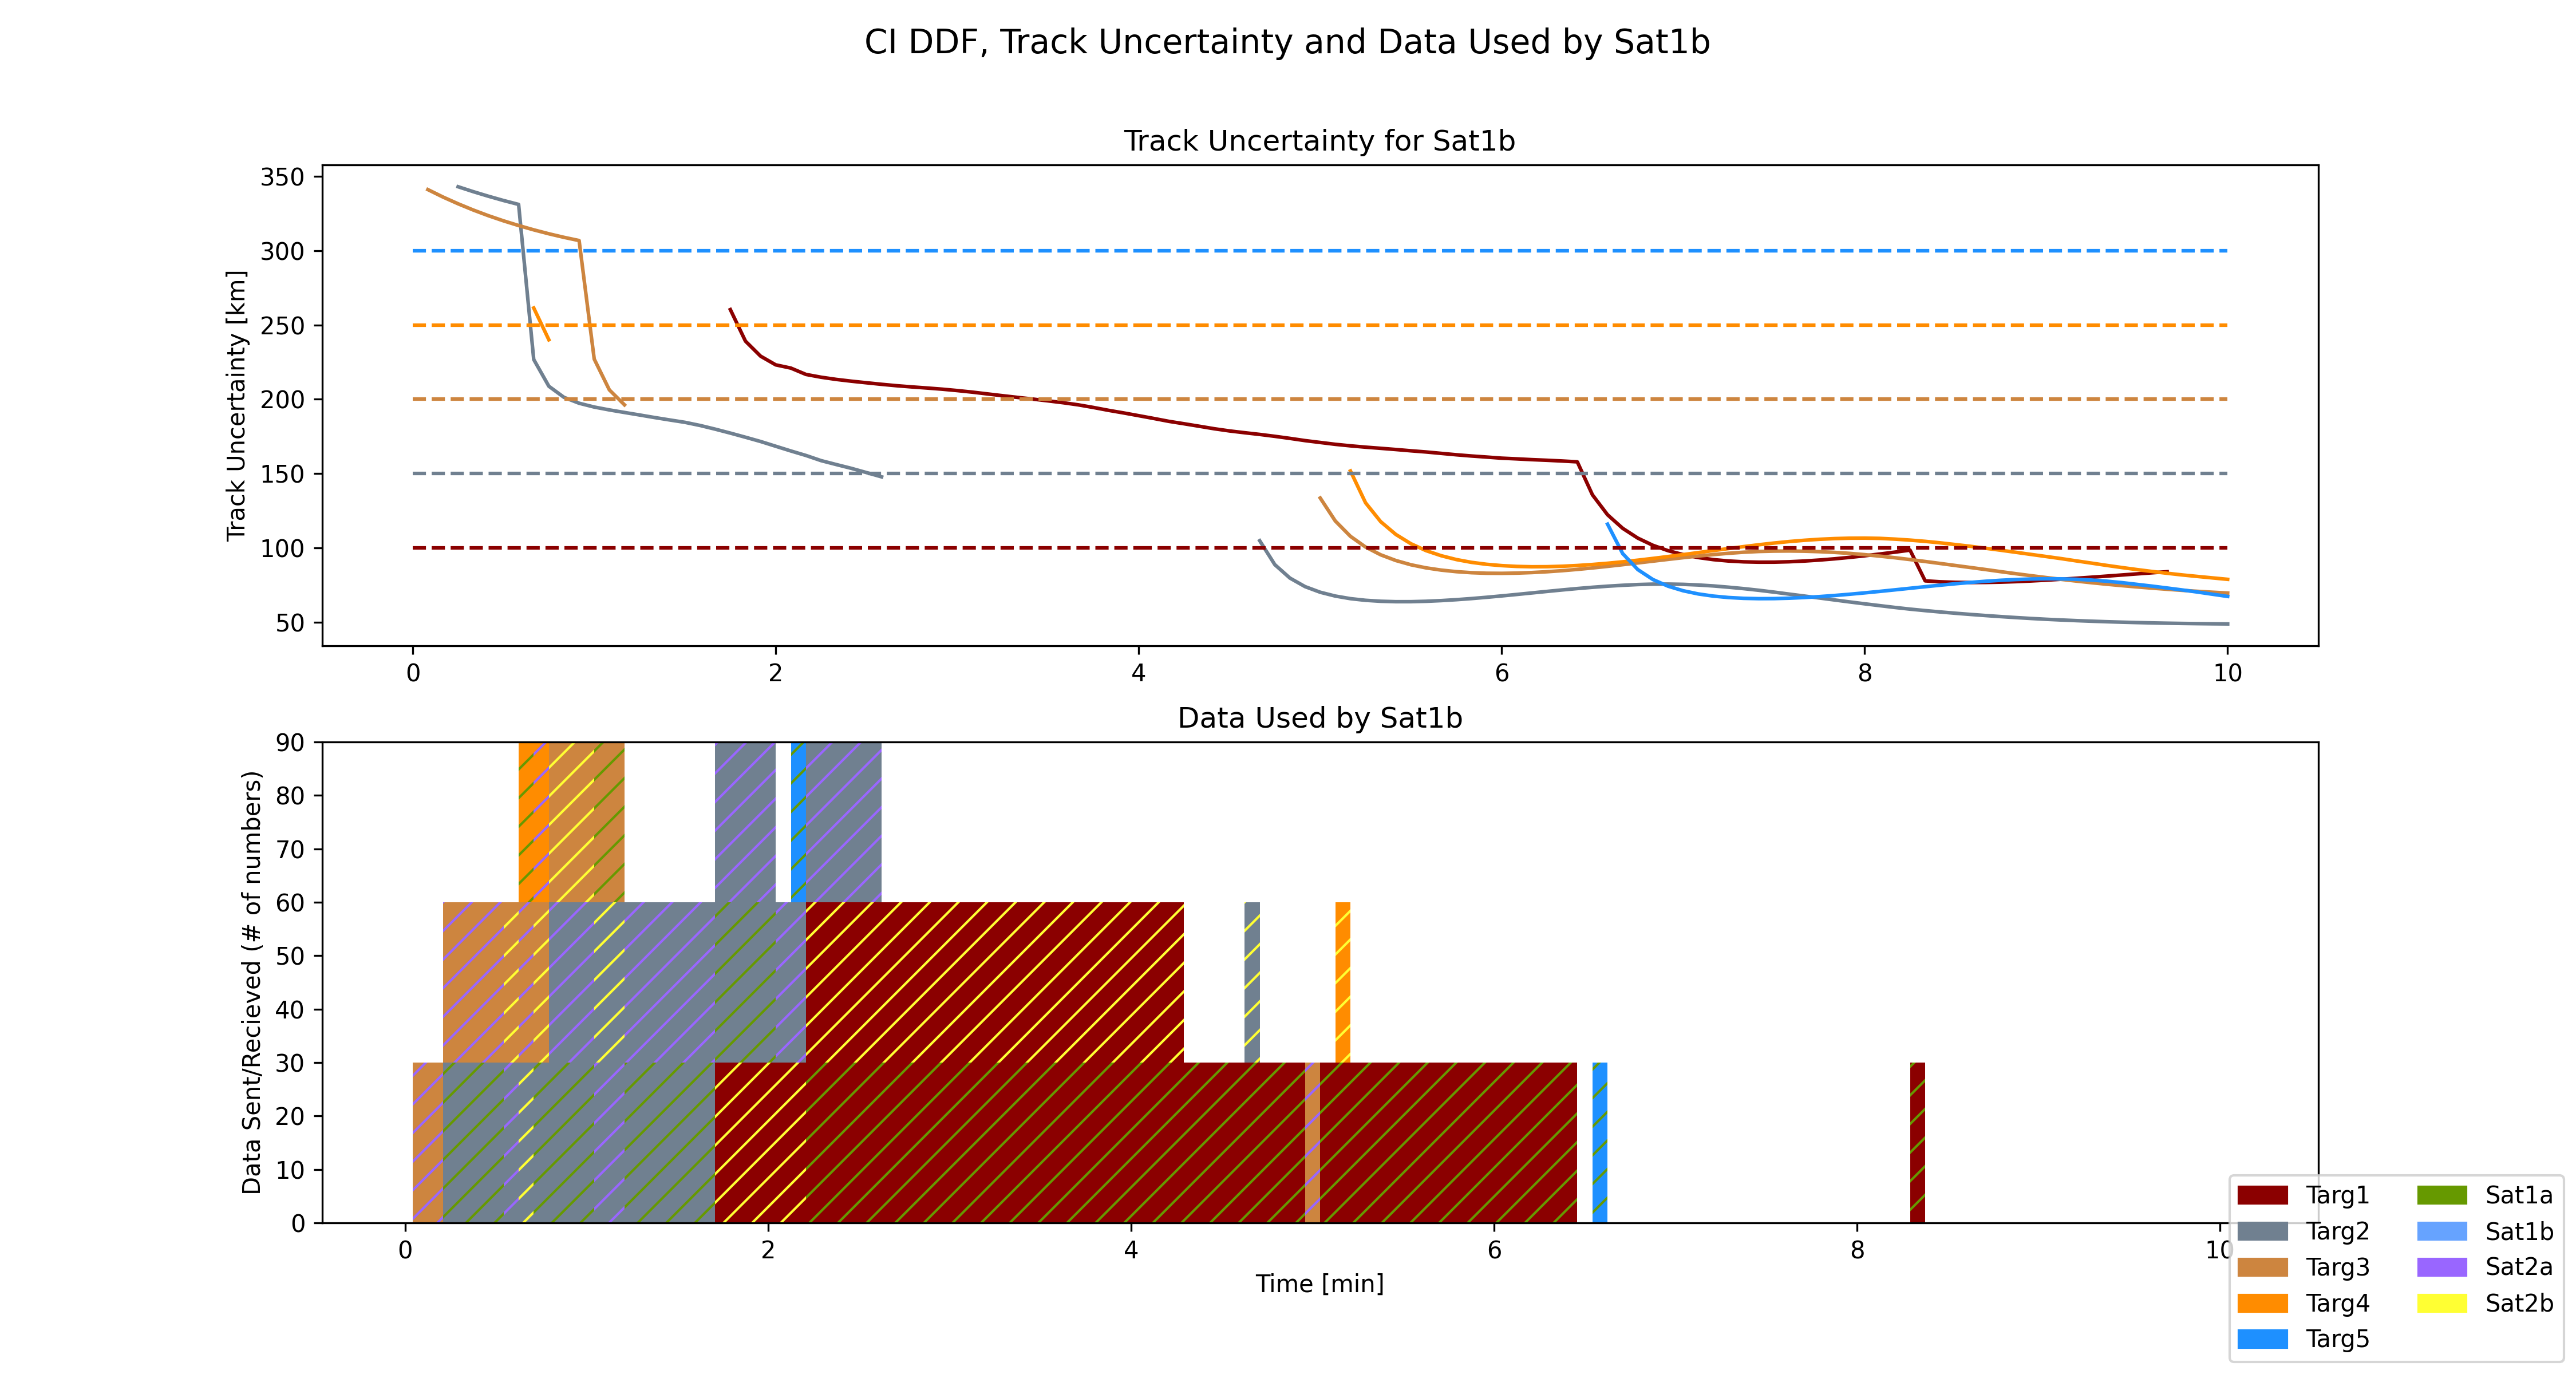 CI DDF, Track Uncertainty and Data Used by Sat1b
Track Uncertainty for Sat1b
Track Uncertainty [km]
350
300
250
200
150
100
50
0 2 4 6 8 10
Data Used by Sat1b
Data Sent/Recieved (# of numbers)
90
80
70
60
50
40
30
20
10
0
0 2 4 6 8 10
Time [min]
Targ1 Sat1a
Targ2 Sat1b
Targ3 Sat2a
Targ4 Sat2b
Targ5